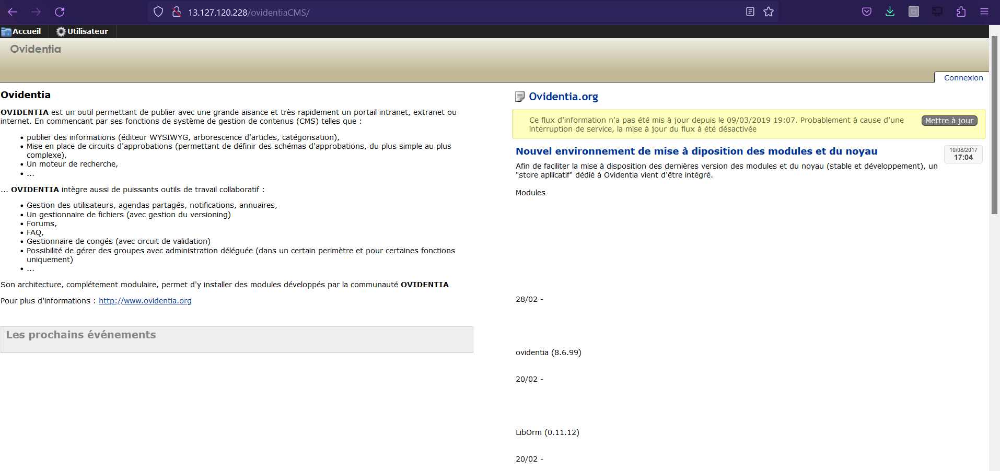 13.127.120.228/ovidentiaCMS/
Accueil
Utilisateur
Ovidentia
Connexion
Ovidentia
OVIDENTIA est un outil permettant de publier avec une grande aisance et très rapidement un portail intranet, extranet ou
internet. En commencant par ses fonctions de système de gestion de contenus (CMS) telles que :
• publier des informations (éditeur WYSIWYG, arborescence d'articles, catégorisation),
• Mise en place de circuits d'approbations (permettant de définir des schémas d'approbations, du plus simple au plus
complexe),
• Un moteur de recherche,
• ...
... OVIDENTIA intègre aussi de puissants outils de travail collaboratif :
• Gestion des utilisateurs, agendas partagés, notifications, annuaires,
• Un gestionnaire de fichiers (avec gestion du versioning)
• Forums,
• FAQ,
• Gestionnaire de congés (avec circuit de validation)
• Possibilité de gérer des groupes avec administration déléguée (dans un certain perimètre et pour certaines fonctions
uniquement)
• ...
Son architecture, complétement modulaire, permet d'y installer des modules développés par la communauté OVIDENTIA
Pour plus d'informations : http://www.ovidentia.org
Les prochains événements
Ovidentia.org
Ce flux d'information n'a pas été mis à jour depuis le 09/03/2019 19:07. Probablement à cause d'une
interruption de service, la mise à jour du flux à été désactivée
Mettre à jour
Nouvel environnement de mise à diposition des modules et du noyau
10/08/2017
17:04
Afin de faciliter la mise à disposition des dernières version des modules et du noyau (stable et développement), un
"store apllicatif" dédié à Ovidentia vient d'être intégré.
Modules
28/02 -
ovidentia (8.6.99)
20/02 -
LibOrm (0.11.12)
20/02 -